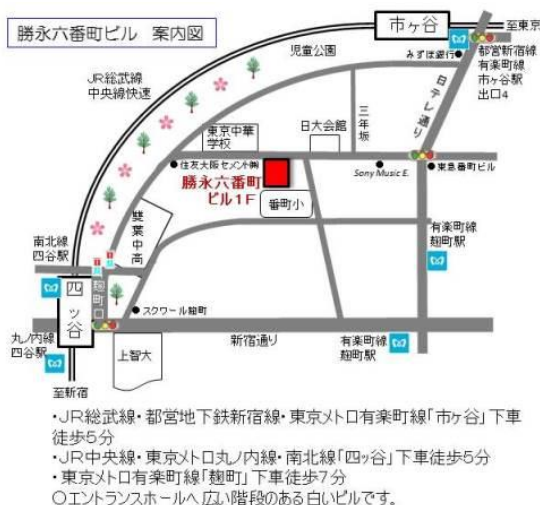 勝永六番町ビル 案内図
市ヶ谷
至東京
児童公園
みずほ銀行
都営新宿線
有楽町線
市ヶ谷駅
出口4
JR総武線
中央線快速
日テレ通り
三年坂
東京中華
学校
日大会館
住友大阪セメント㈱
Sony Music E.
東急番町ビル
勝永六番町
ビル1F
番町小
雙葉中高
南北線
四谷駅
有楽町線
麹町駅
麹町口
四ッ谷
スクワール麹町
丸ノ内線
四谷駅
新宿通り
有楽町線
麹町駅
上智大
至新宿
・JR総武線・都営地下鉄新宿線・東京メトロ有楽町線「市ヶ谷」下車
徒歩5分
・JR中央線・東京メトロ丸ノ内線・南北線「四ッ谷」下車徒歩5分
・東京メトロ有楽町線「麹町」下車徒歩7分
○エントランスホールへ広い階段のある白いビルです。